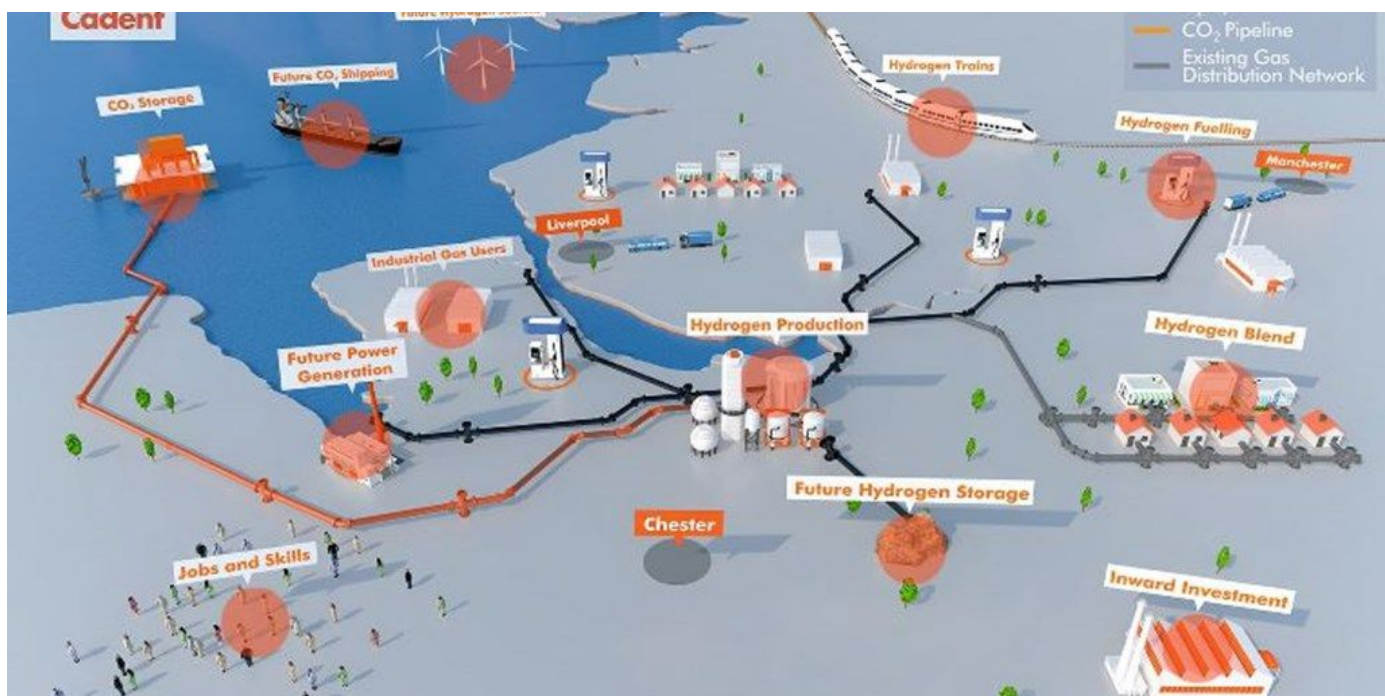 Cadent
CO₂ Pipeline
Existing Gas
Distribution Network
Future CO₂ Shipping
Hydrogen Trains
CO₂ Storage
Hydrogen Fuelling
Manchester
Liverpool
Industrial Gas Users
Hydrogen Production
Hydrogen Blend
Future Power
Generation
Future Hydrogen Storage
Chester
Jobs and Skills
Inward Investment